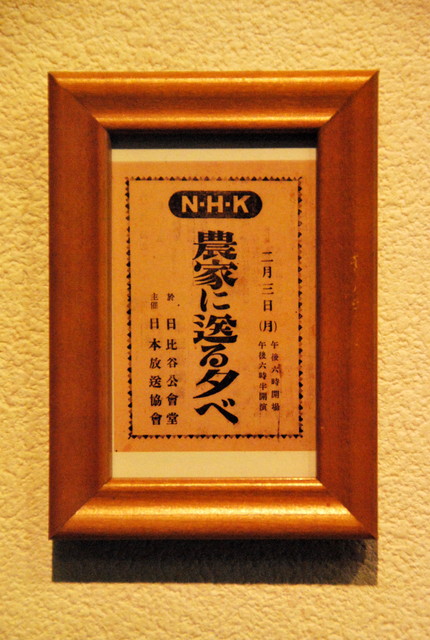 N·H·K
二月三日(月)
午後六時開場
午後六時半開演
農家に送る夕べ
於 日比谷公會堂
主催 日本放送協會